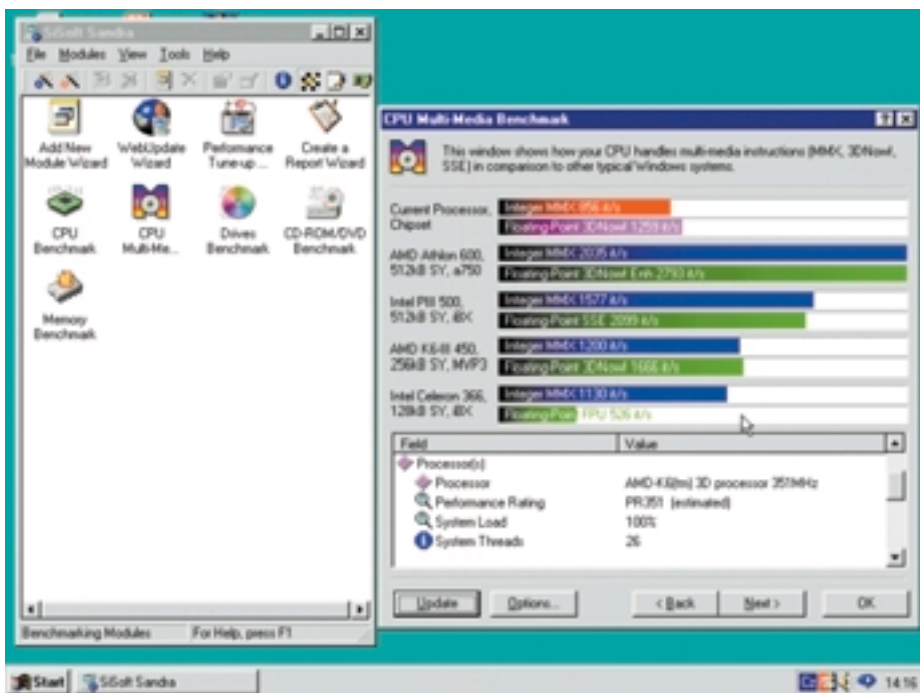 SiSoft Sandra
File Modules View Tools Help
Add New
Module Wizard
WebUpdate
Wizard
Performance
Tune-up ...
Create a
Report Wizard
CPU
Benchmark
CPU
Multi-Me...
Drives
Benchmark
CD-ROM/DVD
Benchmark
Memory
Benchmark
Benchmarking Modules
For Help, press F1
CPU Multi-Media Benchmark
This window shows how your CPU handles multi-media instructions (MMX, 3DNow!,
SSE) in comparison to other typical Windows systems.
Current Processor,
Chipset
Integer MMX 856 it/s
Floating-Point 3DNow! 1259 it/s
AMD Athlon 600,
512kB SY, a750
Integer MMX 2035 it/s
Floating-Point 3DNow! Enh 2793 it/s
Intel PIII 500,
512kB SY, iBX
Integer MMX 1577 it/s
Floating-Point SSE 2099 it/s
AMD K6-III 450,
256kB SY, MVP3
Integer MMX 1200 it/s
Floating-Point 3DNow! 1666 it/s
Intel Celeron 366,
128kB SY, iBX
Integer MMX 1130 it/s
Floating-Point FPU 526 it/s
Field Value
Processor(s)
Processor AMD-K6(tm) 3D processor 351MHz
Performance Rating PR351 (estimated)
System Load 100%
System Threads 26
Update Options... < Back Next > OK
Start SiSoft Sandra 14:16